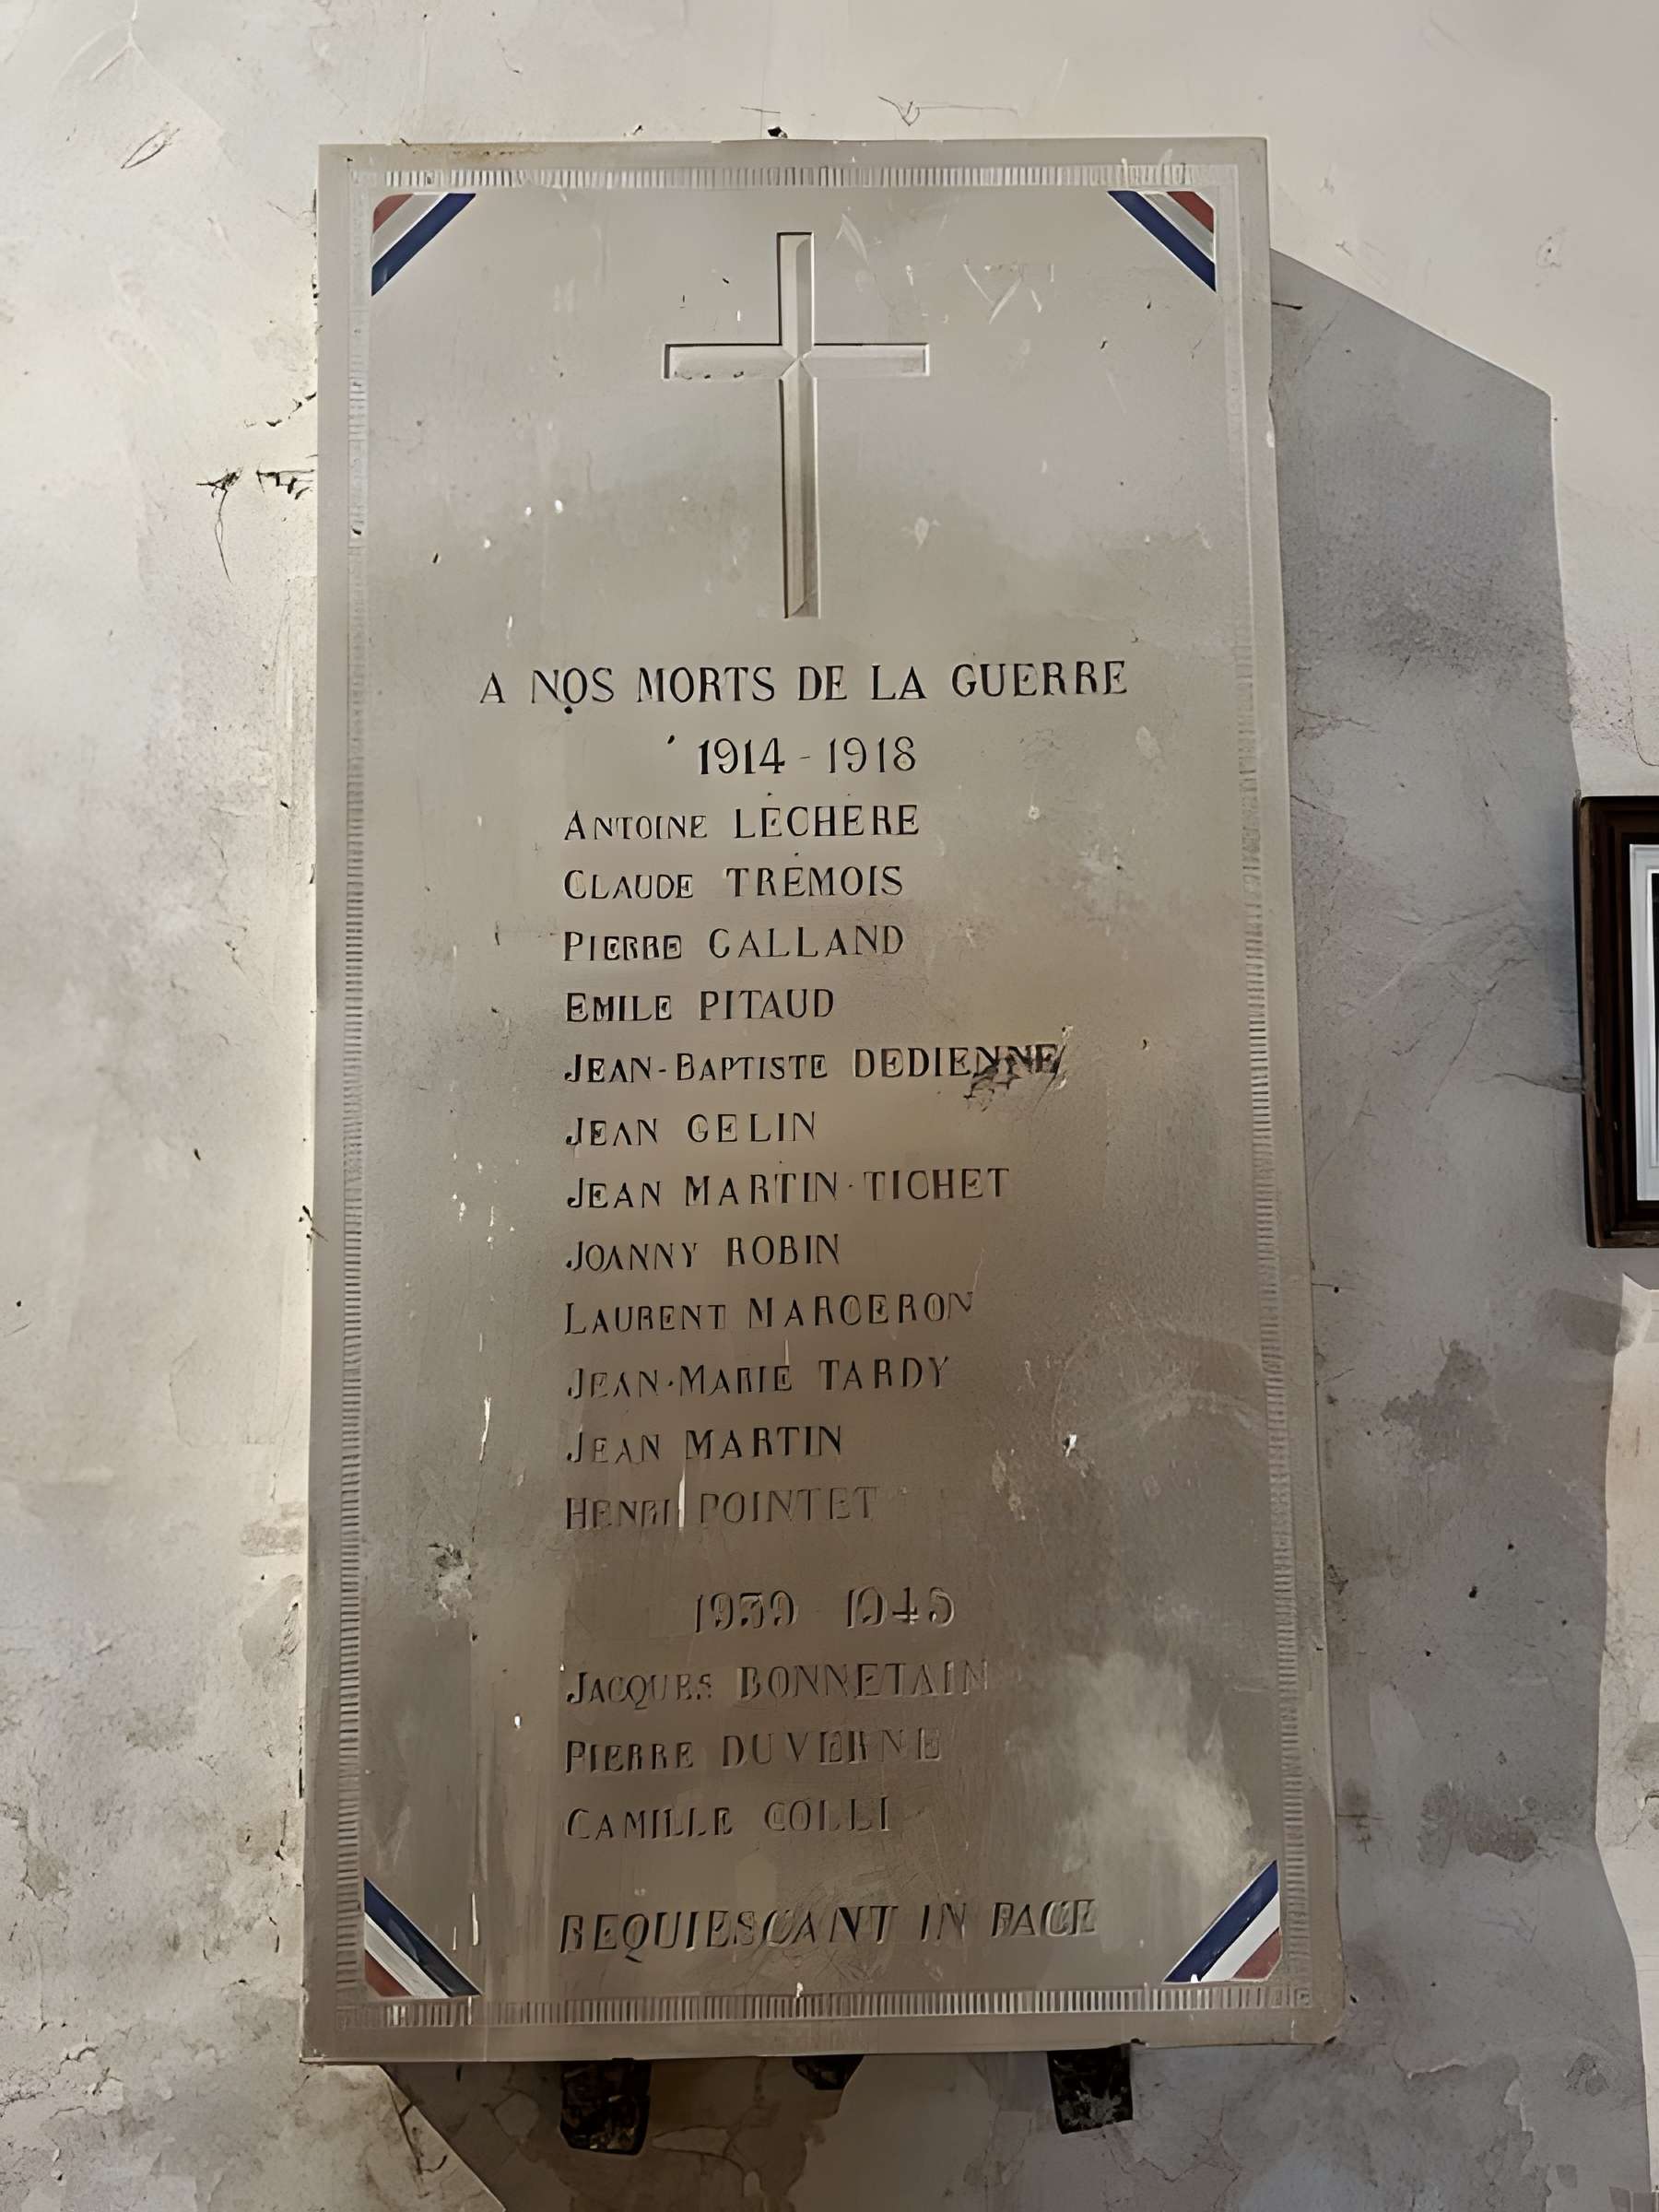 A NOS MORTS DE LA GUERRE
1914 - 1918
ANTOINE LÉCHÈRE
CLAUDE TRÉMOIS
PIERRE GALLAND
EMILE PITAUD
JEAN-BAPTISTE DEDIENNE
JEAN GELIN
JEAN MARTIN-TICHET
JOANNY ROBIN
LAURENT MARCERON
JEAN-MARIE TARDY
JEAN MARTIN
HENRI POINTET
1939 1945
JACQUES BONNETAIN
PIERRE DUVERNE
CAMILLE COLLI
REQUIESCANT IN PACE